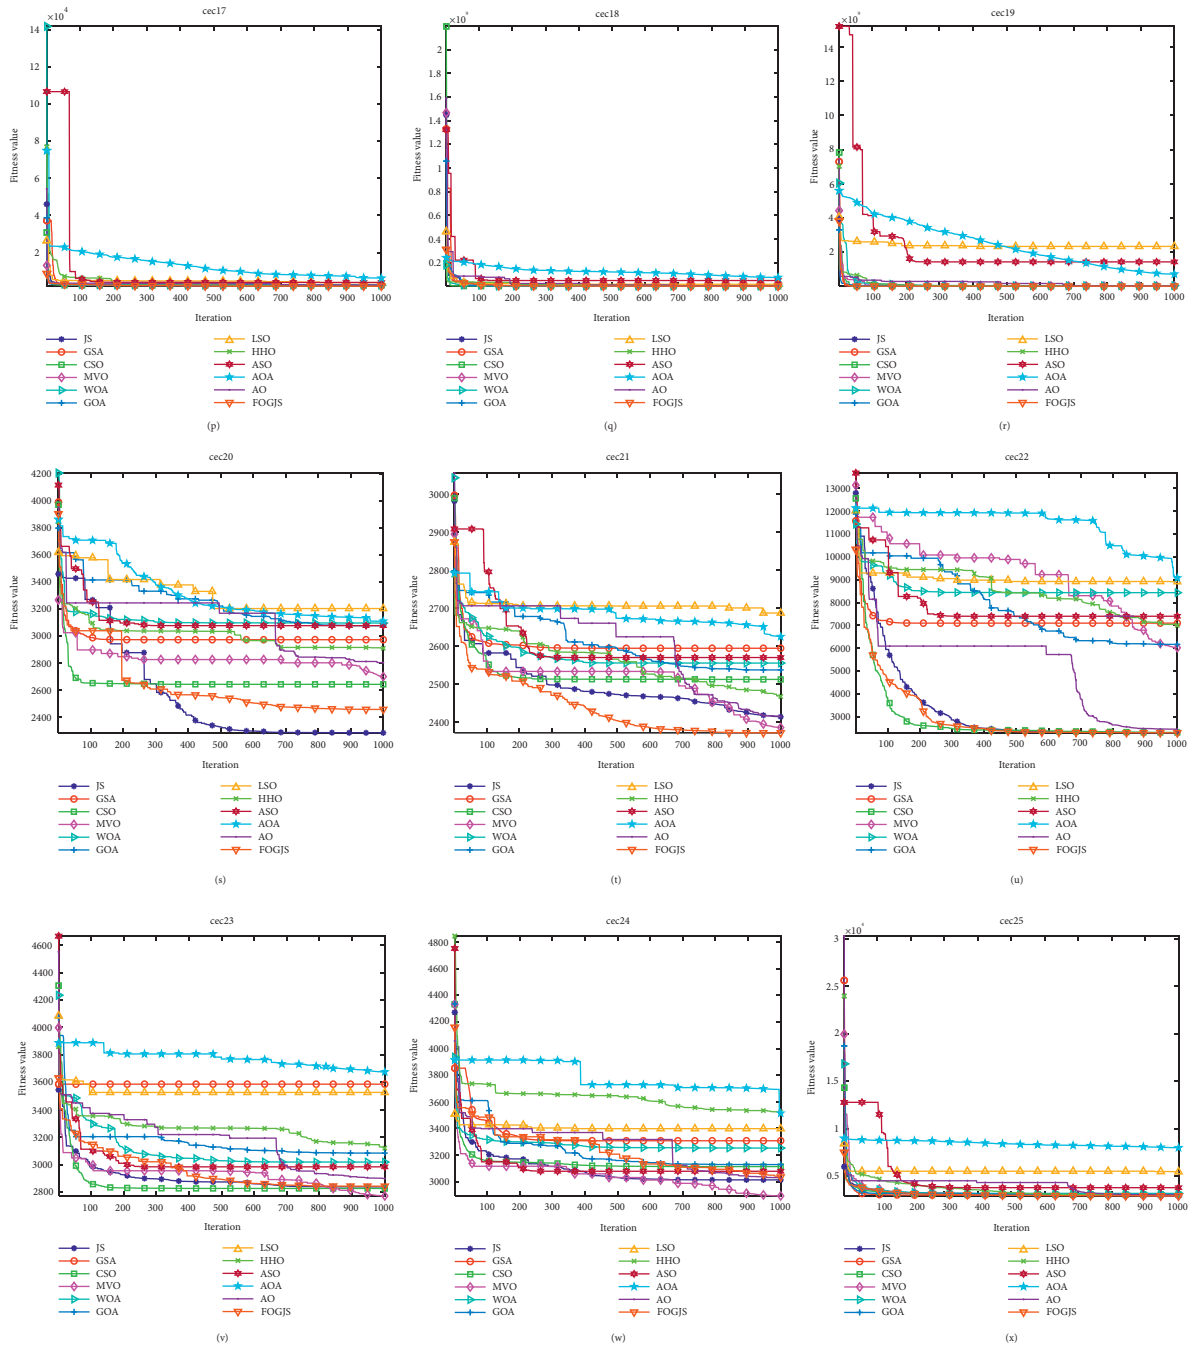 cec17
×10⁴
14
12
10
8
6
4
2
Fitness value
100 200 300 400 500 600 700 800 900 1000
Iteration
JS
GSA
CSO
MVO
WOA
GOA
LSO
HHO
ASO
AOA
AO
FOGJS
(p)
cec18
2
1.8
1.6
1.4
1.2
1
0.8
0.6
0.4
0.2
Fitness value
100 200 300 400 500 600 700 800 900 1000
Iteration
JS
GSA
CSO
MVO
WOA
GOA
LSO
HHO
ASO
AOA
AO
FOGJS
(q)
cec19
14
12
10
8
6
4
2
Fitness value
100 200 300 400 500 600 700 800 900 1000
Iteration
JS
GSA
CSO
MVO
WOA
GOA
LSO
HHO
ASO
AOA
AO
FOGJS
(r)
cec20
4200
4000
3800
3600
3400
3200
3000
2800
2600
2400
Fitness value
100 200 300 400 500 600 700 800 900 1000
Iteration
JS
GSA
CSO
MVO
WOA
GOA
LSO
HHO
ASO
AOA
AO
FOGJS
(s)
cec21
3000
2900
2800
2700
2600
2500
2400
Fitness value
100 200 300 400 500 600 700 800 900 1000
Iteration
JS
GSA
CSO
MVO
WOA
GOA
LSO
HHO
ASO
AOA
AO
FOGJS
(t)
cec22
13000
12000
11000
10000
9000
8000
7000
6000
5000
4000
3000
Fitness value
100 200 300 400 500 600 700 800 900 1000
Iteration
JS
GSA
CSO
MVO
WOA
GOA
LSO
HHO
ASO
AOA
AO
FOGJS
(u)
cec23
4600
4400
4200
4000
3800
3600
3400
3200
3000
2800
Fitness value
100 200 300 400 500 600 700 800 900 1000
Iteration
JS
GSA
CSO
MVO
WOA
GOA
LSO
HHO
ASO
AOA
AO
FOGJS
(v)
cec24
4800
4600
4400
4200
4000
3800
3600
3400
3200
3000
Fitness value
100 200 300 400 500 600 700 800 900 1000
Iteration
JS
GSA
CSO
MVO
WOA
GOA
LSO
HHO
ASO
AOA
AO
FOGJS
(w)
cec25
3
2.5
2
1.5
1
0.5
Fitness value
100 200 300 400 500 600 700 800 900 1000
Iteration
JS
GSA
CSO
MVO
WOA
GOA
LSO
HHO
ASO
AOA
AO
FOGJS
(x)